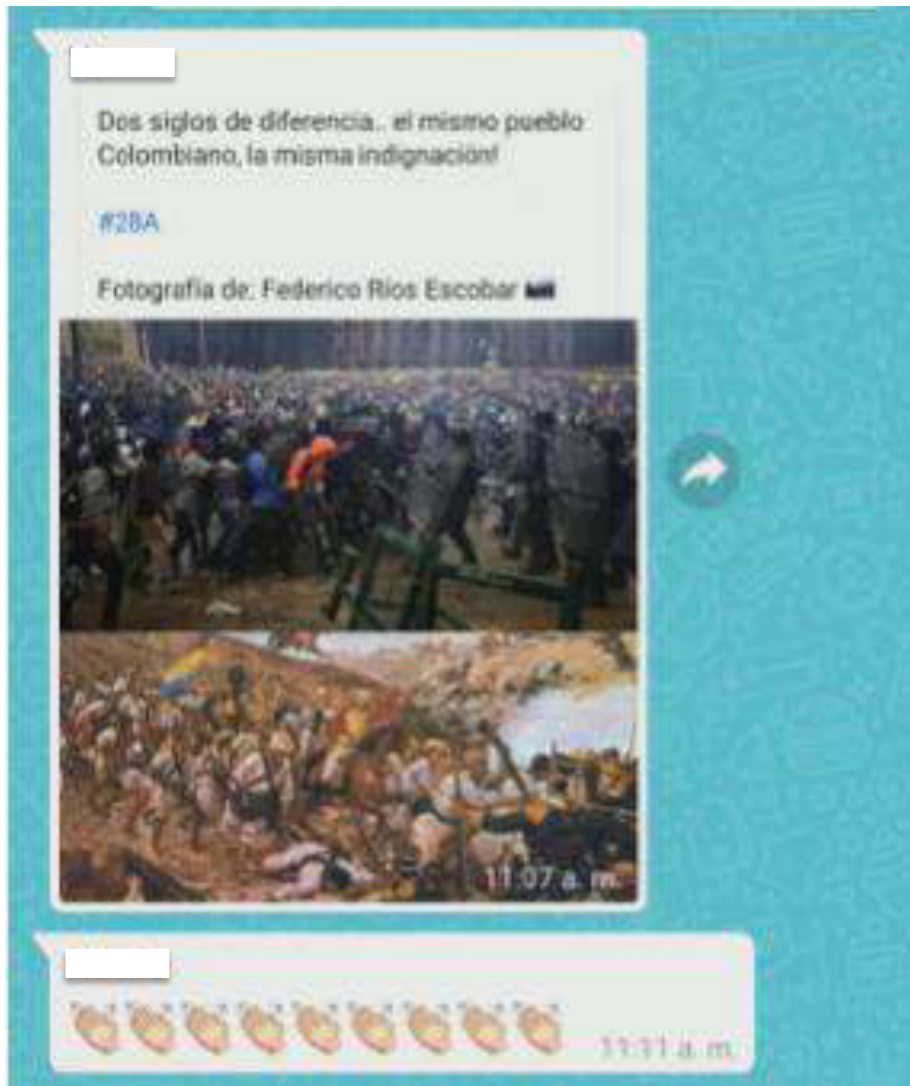 Dos siglos de diferencia.. el mismo pueblo
Colombiano, la misma indignación!
#28A
Fotografía de: Federico Ríos Escobar
11:07 a. m.
11:11 a. m.